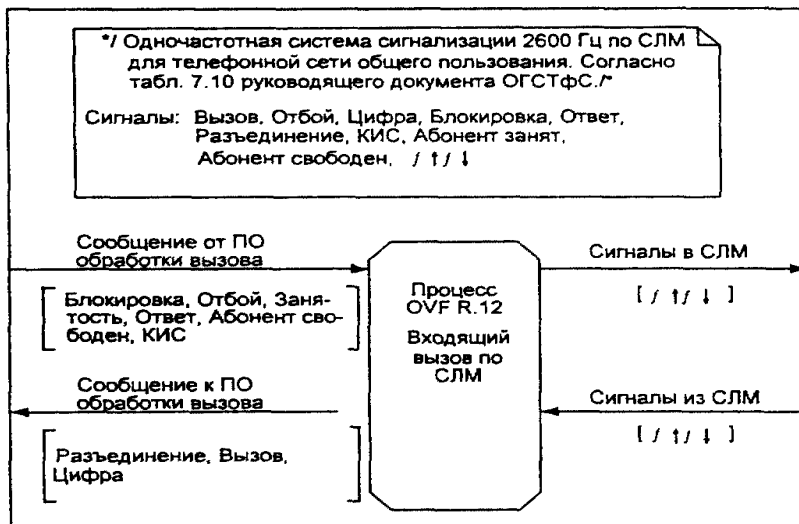 */ Одночастотная система сигнализации 2600 Гц по СЛМ
для телефонной сети общего пользования. Согласно
табл. 7.10 руководящего документа ОГСТфС./*
Сигналы: Вызов, Отбой, Цифра, Блокировка, Ответ,
Разъединение, КИС, Абонент занят,
Абонент свободен, f ↑ f ↓
Сообщение от ПО
обработки вызова
Блокировка, Отбой, Заня-
тость, Ответ, Абонент сво-
боден, КИС
Сообщение к ПО
обработки вызова
Разъединение, Вызов,
Цифра
Процесс
OVF R.12
Входящий
вызов по
СЛМ
Сигналы в СЛМ
[ f ↑ f ↓ ]
Сигналы из СЛМ
[ f ↑ f ↓ ]